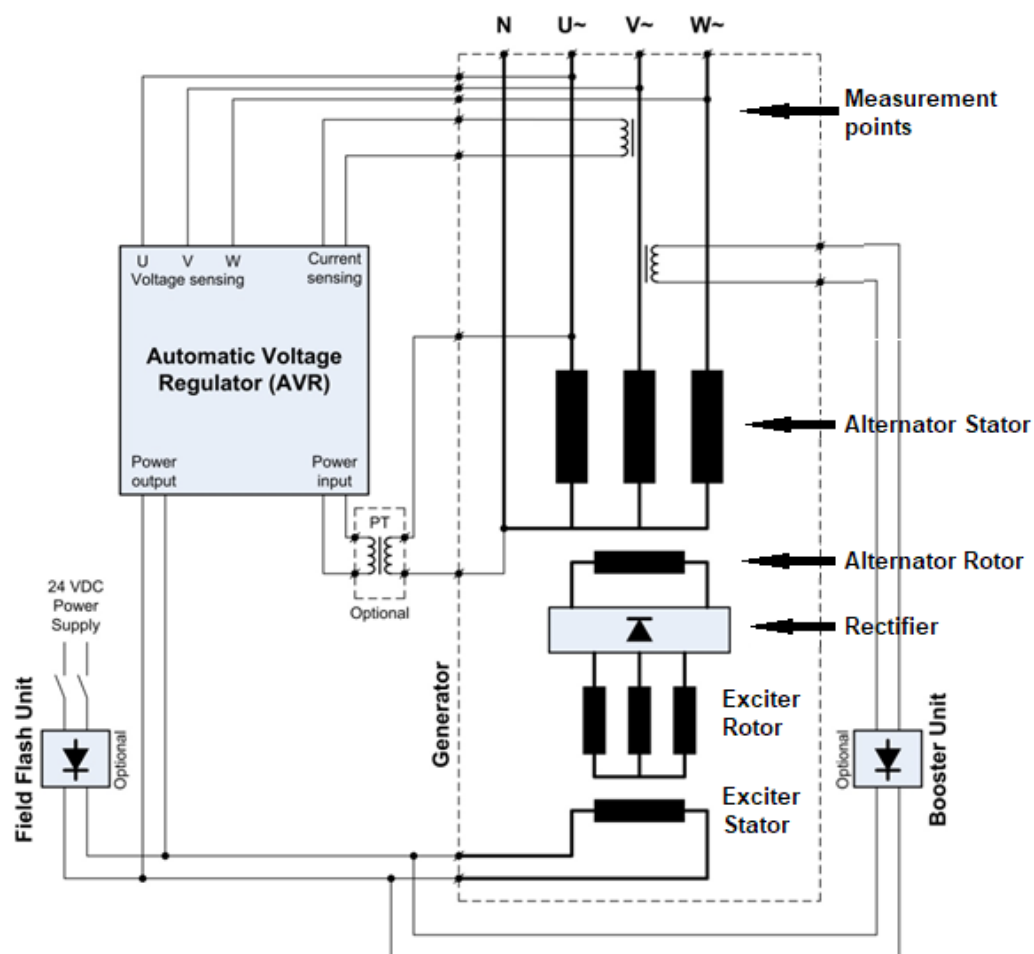 N U~ V~ W~
Measurement
points
U V W
Voltage sensing
Current
sensing
Automatic Voltage
Regulator (AVR)
Alternator Stator
Power
output
Power
input
PT
Optional
Alternator Rotor
24 VDC
Power
Supply
Rectifier
Generator
Exciter
Rotor
Field Flash Unit
Optional
Optional
Booster Unit
Exciter
Stator